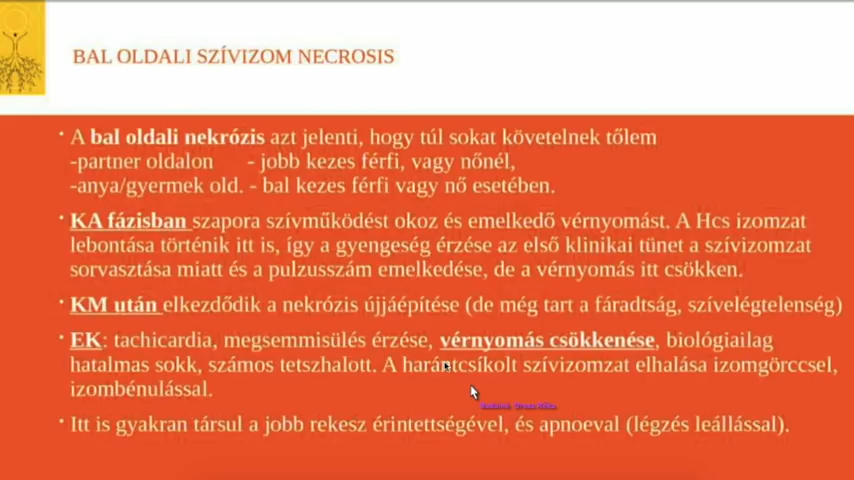 BAL OLDALI SZÍVIZOM NECROSIS
• A bal oldali nekrózis azt jelenti, hogy túl sokat követelnek tőlem
-partner oldalon - jobb kezes férfi, vagy nőnél,
-anya/gyermek old. - bal kezes férfi vagy nő esetében.
• KA fázisban szapora szívműködést okoz és emelkedő vérnyomást. A Hcs izomzat
lebontása történik itt is, így a gyengeség érzése az első klinikai tünet a szívizomzat
sorvasztása miatt és a pulzusszám emelkedése, de a vérnyomás itt csökken.
• KM után elkezdődik a nekrózis újjáépítése (de még tart a fáradtság, szívelégtelenség)
• EK: tachicardia, megsemmisülés érzése, vérnyomás csökkenése, biológiailag
hatalmas sokk, számos tetszhalott. A harántcsíkolt szívizomzat elhalása izomgörccsel,
izombénulással.
• Itt is gyakran társul a jobb rekesz érintettségével, és apnoeval (légzés leállással).